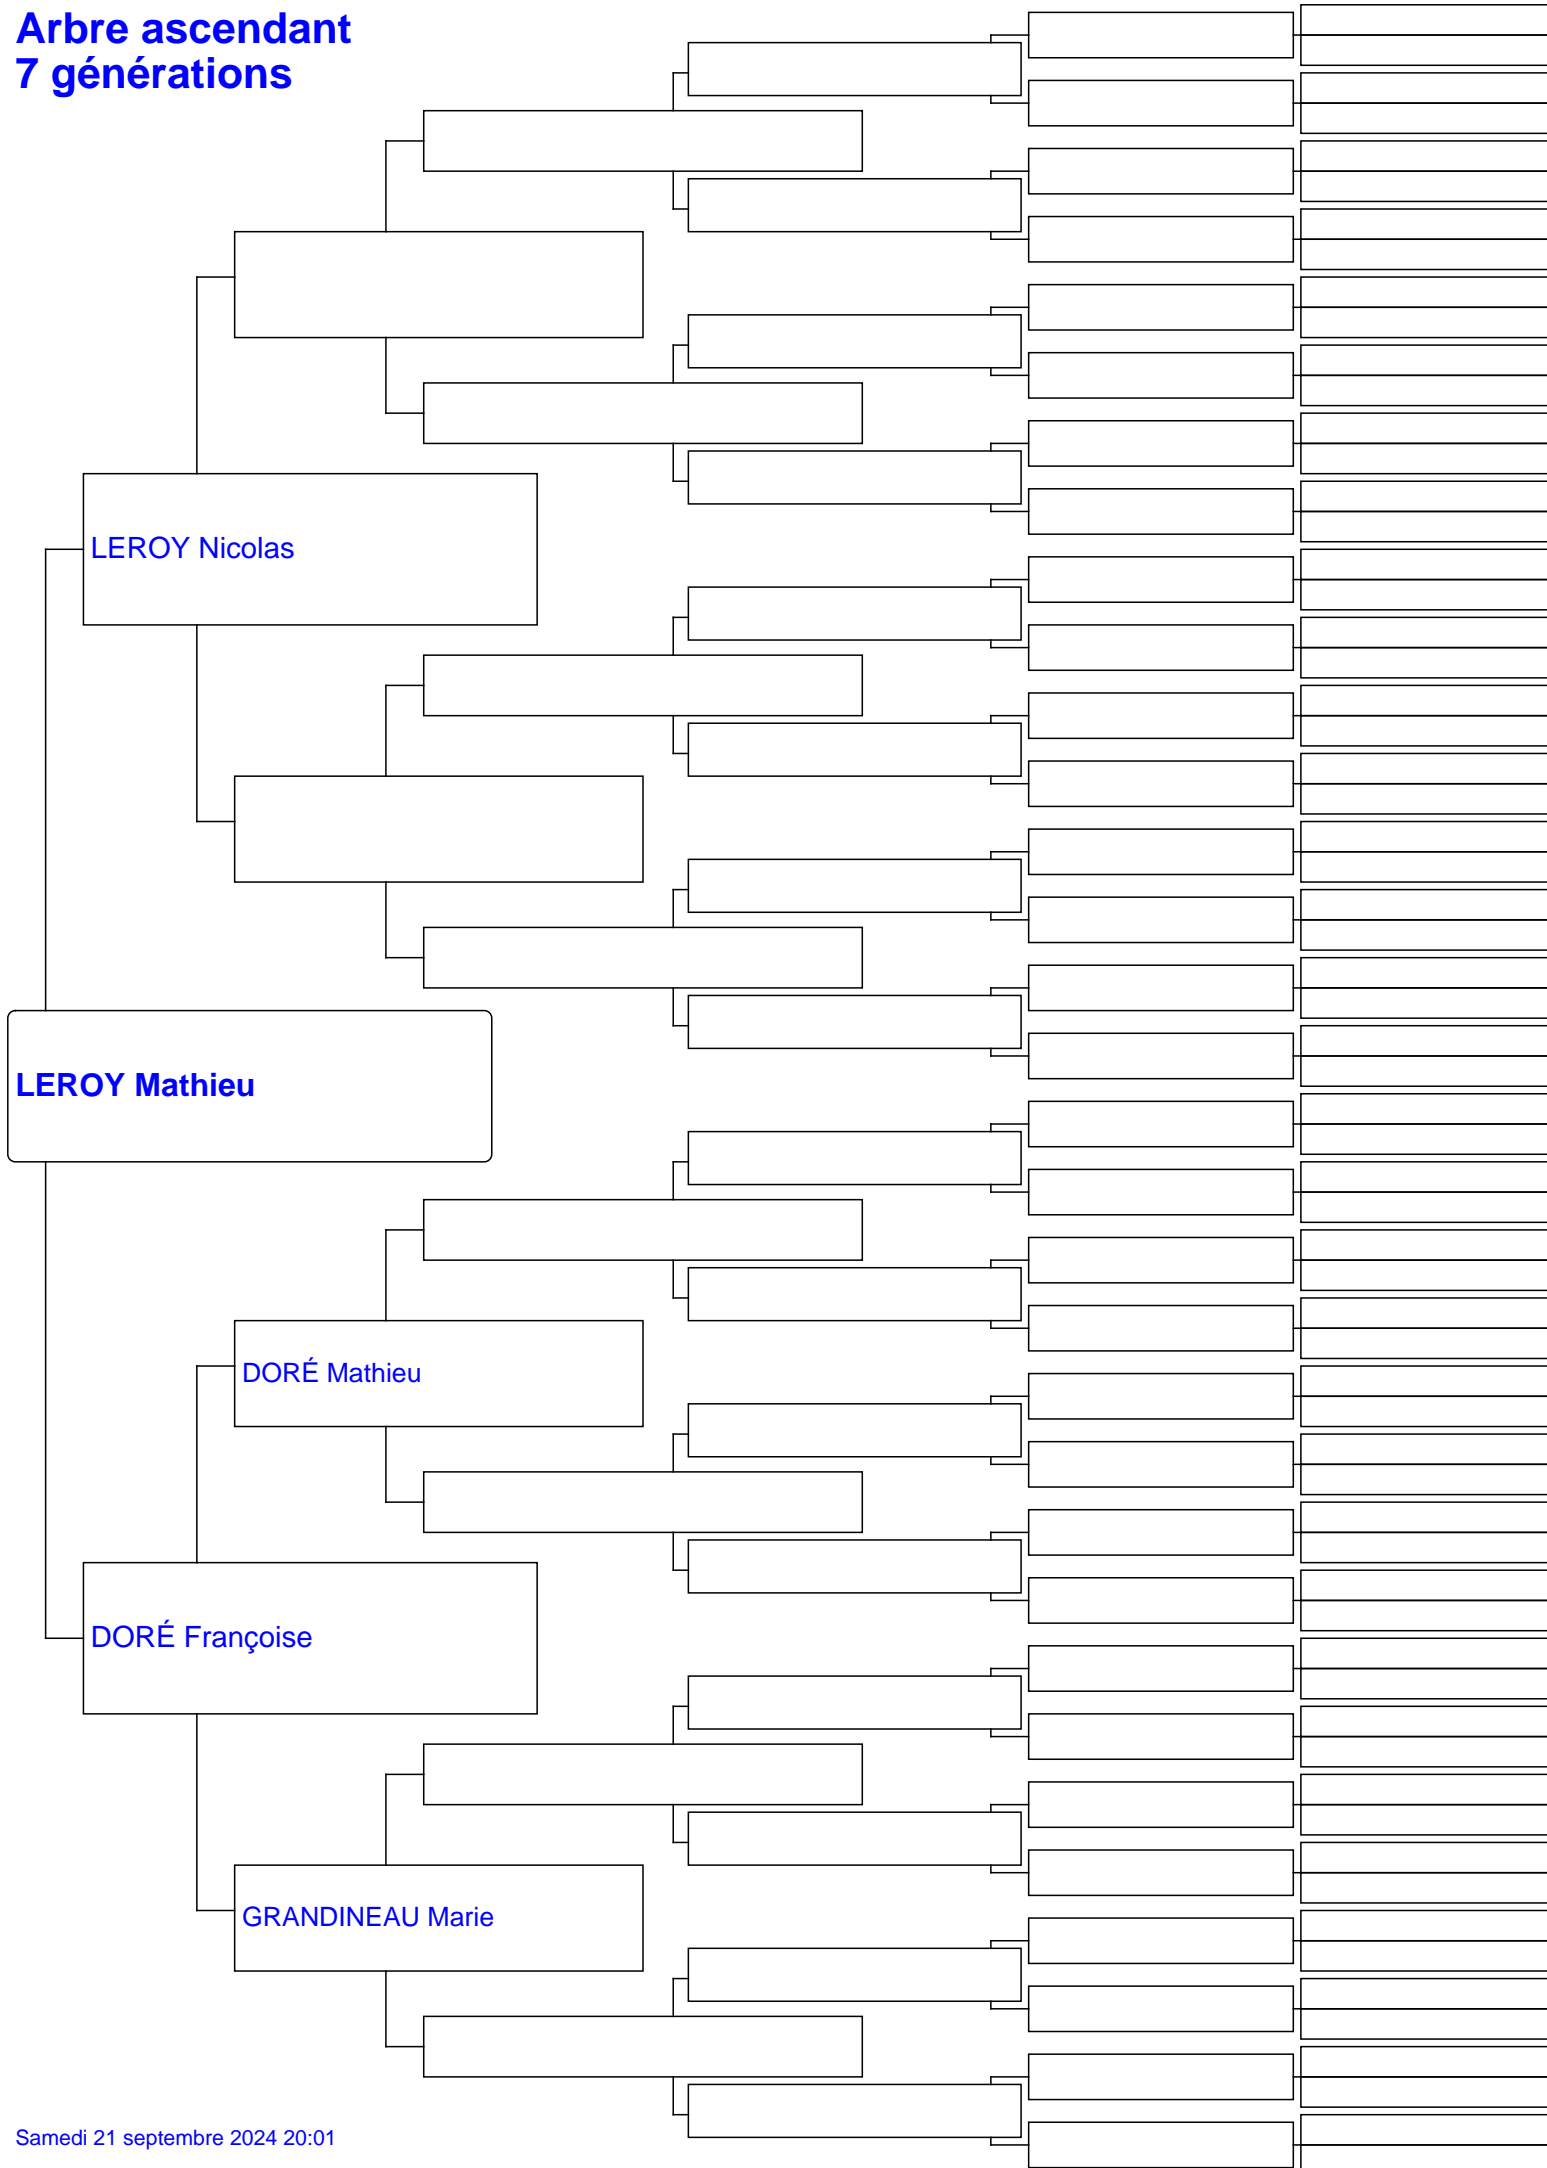 Arbre ascendant
7 générations
LEROY Nicolas
LEROY Mathieu
DORÉ Mathieu
DORÉ Françoise
GRANDINEAU Marie
Samedi 21 septembre 2024 20:01